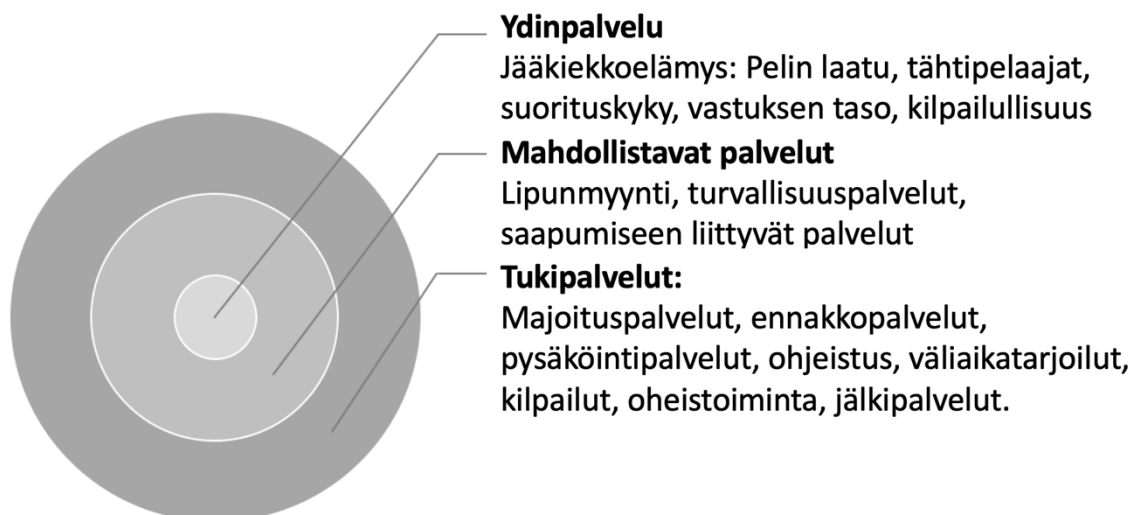 Ydinpalvelu
Jääkiekkoelämys: Pelin laatu, tähtipelaajat,
suorituskyky, vastuksen taso, kilpailullisuus
Mahdollistavat palvelut
Lipunmyynti, turvallisuuspalvelut,
saapumiseen liittyvät palvelut
Tukipalvelut:
Majoituspalvelut, ennakkopalvelut,
pysäköintipalvelut, ohjeistus, väliaikatarjoilut,
kilpailut, oheistoiminta, jälkipalvelut.